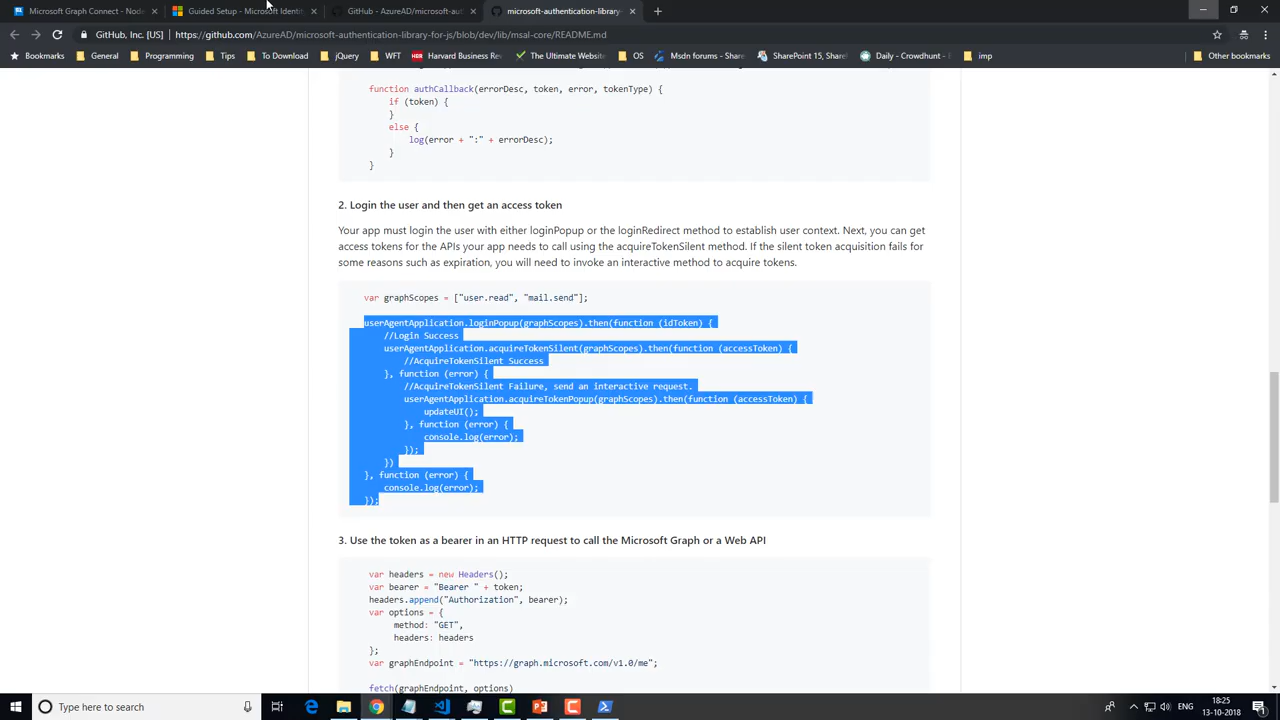 Microsoft Graph Connect - Node
Guided Setup - Microsoft Identi
GitHub - AzureAD/microsoft-aut
microsoft-authentication-library
GitHub, Inc. [US]
https://github.com/AzureAD/microsoft-authentication-library-for-js/blob/dev/lib/msal-core/README.md
Bookmarks
General
Programming
Tips
To Download
jQuery
WFT
Harvard Business Rev
The Ultimate Website
OS
Msdn forums -
SharePoint 15, Sharel
Daily - Crowdhunt -
imp
Other Bookmarks
function authCallback(errorDesc, token, error, tokenType) {
if (token) {
}
else {
log(error + ":" + errorDesc);
}
}
2. Login the user and then get an access token
Your app must login the user with either loginPopup or the loginRedirect method to establish user context. Next, you can get
access tokens for the APIs your app needs to call using the acquireTokenSilent method. If the silent token acquisition fails for
some reasons such as expiration, you will need to invoke an interactive method to acquire tokens.
var graphScopes = ["user.read", "mail.send"];
userAgentApplication.loginPopup(graphScopes).then(function (idToken) {
//Login Success
userAgentApplication.acquireTokenSilent(graphScopes).then(function (accessToken) {
//AcquireTokenSilent Success
}, function (error) {
//AcquireTokenSilent Failure, send an interactive request.
userAgentApplication.acquireTokenPopup(graphScopes).then(function (accessToken) {
updateUI();
}, function (error) {
console.log(error);
});
})
}, function (error) {
console.log(error);
});
3. Use the token as a bearer in an HTTP request to call the Microsoft Graph or a Web API
var headers = new Headers();
var bearer = "Bearer " + token;
headers.append("Authorization", bearer);
var options = {
method: "GET",
headers: headers
};
var graphEndpoint = "https://graph.microsoft.com/v1.0/me";
fetch(graphEndpoint, options)
Type here to search
ENG
18:25
13-10-2018